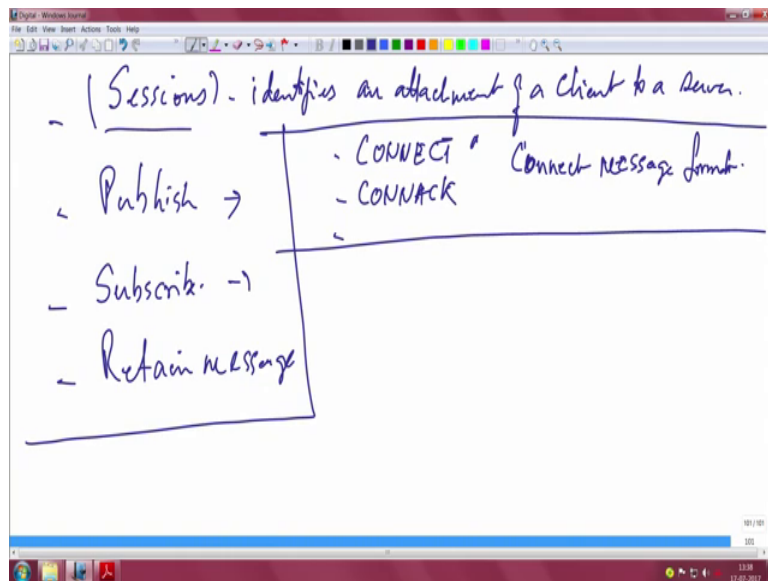 Digital - Windows Journal
File Edit View Insert Actions Tools Help
- (Sessions) - identifies an attachment of a client to a server.
- CONNECT " Connect message format.
- CONNACK
-
- Publish →
- Subscribe. →
- Retain message
101 / 101
101
13:38
17-07-2017